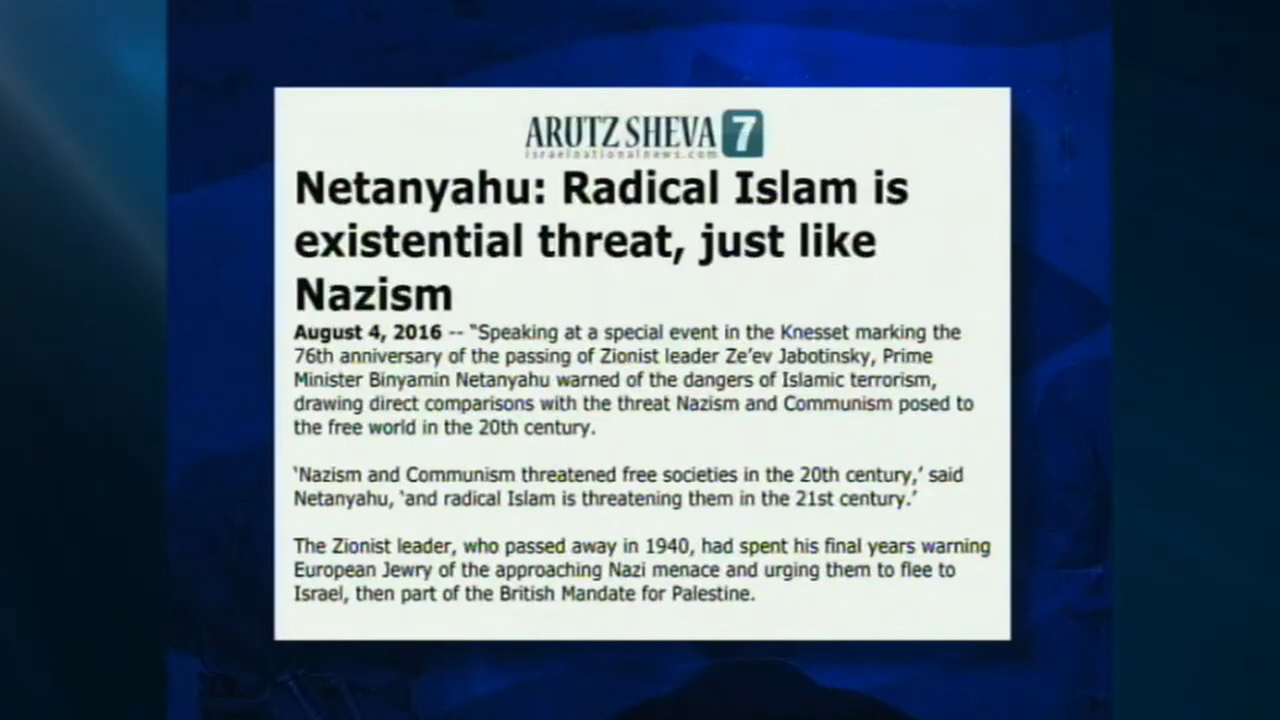 ARUTZ SHEVA 7
israelnationalnews.com
Netanyahu: Radical Islam is
existential threat, just like
Nazism
August 4, 2016 -- “Speaking at a special event in the Knesset marking the
76th anniversary of the passing of Zionist leader Ze’ev Jabotinsky, Prime
Minister Binyamin Netanyahu warned of the dangers of Islamic terrorism,
drawing direct comparisons with the threat Nazism and Communism posed to
the free world in the 20th century.
‘Nazism and Communism threatened free societies in the 20th century,’ said
Netanyahu, ‘and radical Islam is threatening them in the 21st century.’
The Zionist leader, who passed away in 1940, had spent his final years warning
European Jewry of the approaching Nazi menace and urging them to flee to
Israel, then part of the British Mandate for Palestine.